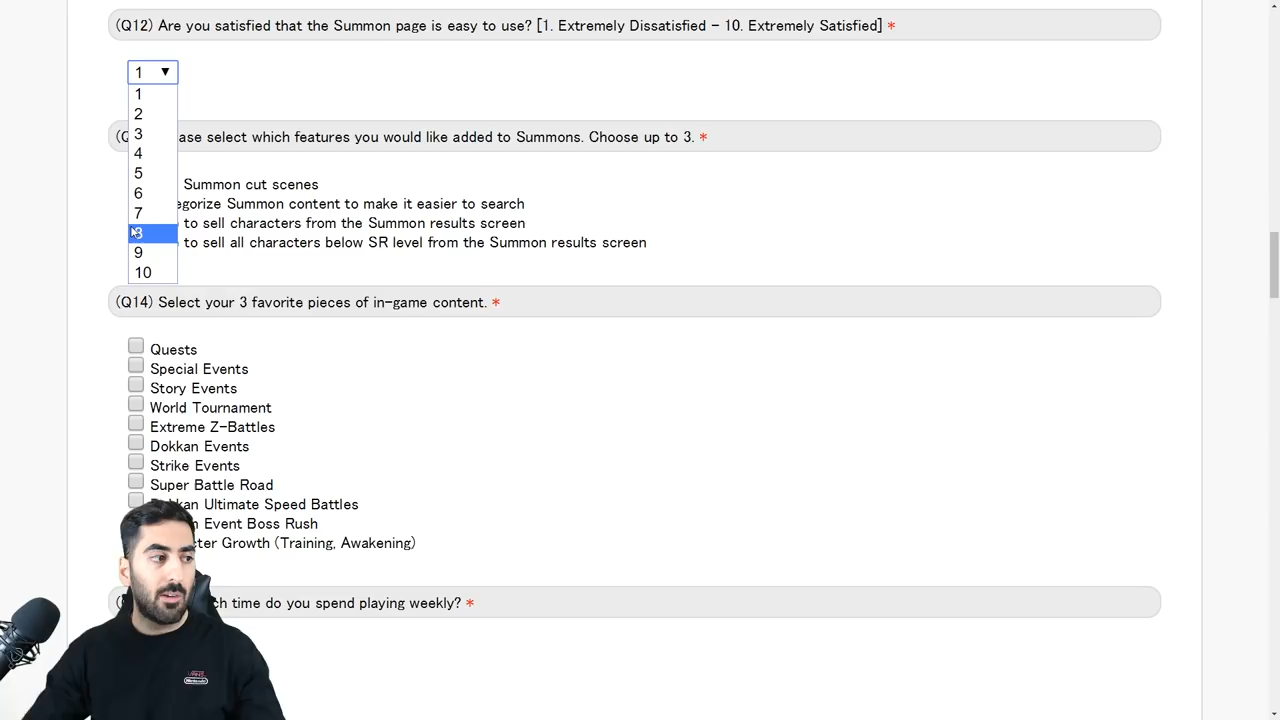 (Q12) Are you satisfied that the Summon page is easy to use? [1. Extremely Dissatisfied - 10. Extremely Satisfied] *
1 ▼
1
2
3
4
5
6
7
8
9
10
select which features you would like added to Summons. Choose up to 3. *
Summon cut scenes
Summon content to make it easier to search
to sell characters from the Summon results screen
to sell all characters below SR level from the Summon results screen
(Q14) Select your 3 favorite pieces of in-game content. *
Quests
Special Events
Story Events
World Tournament
Extreme Z-Battles
Dokkan Events
Strike Events
Super Battle Road
Ultimate Speed Battles
Event Boss Rush
Growth (Training, Awakening)
time do you spend playing weekly? *
Nintendo